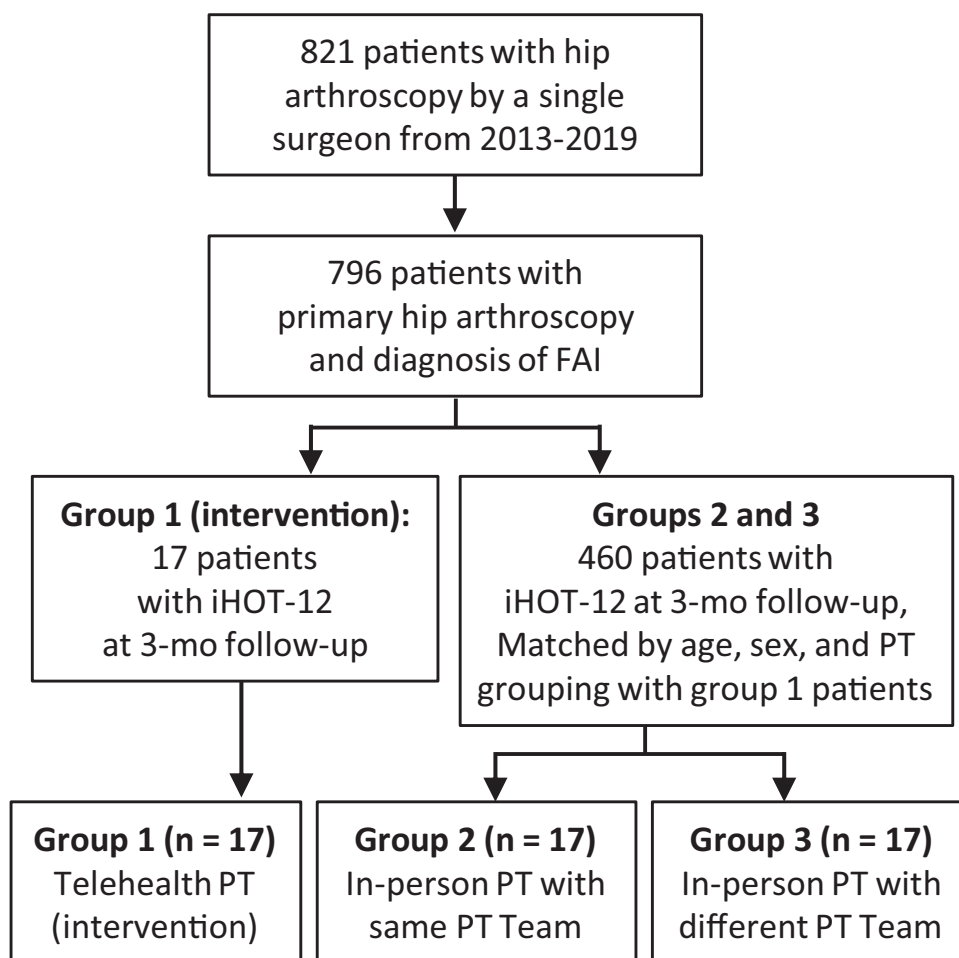 821 patients with hip
arthroscopy by a single
surgeon from 2013-2019
796 patients with
primary hip arthroscopy
and diagnosis of FAI
Group 1 (intervention):
17 patients
with iHOT-12
at 3-mo follow-up
Groups 2 and 3
460 patients with
iHOT-12 at 3-mo follow-up,
Matched by age, sex, and PT
grouping with group 1 patients
Group 1 (n = 17)
Telehealth PT
(intervention)
Group 2 (n = 17)
In-person PT with
same PT Team
Group 3 (n = 17)
In-person PT with
different PT Team